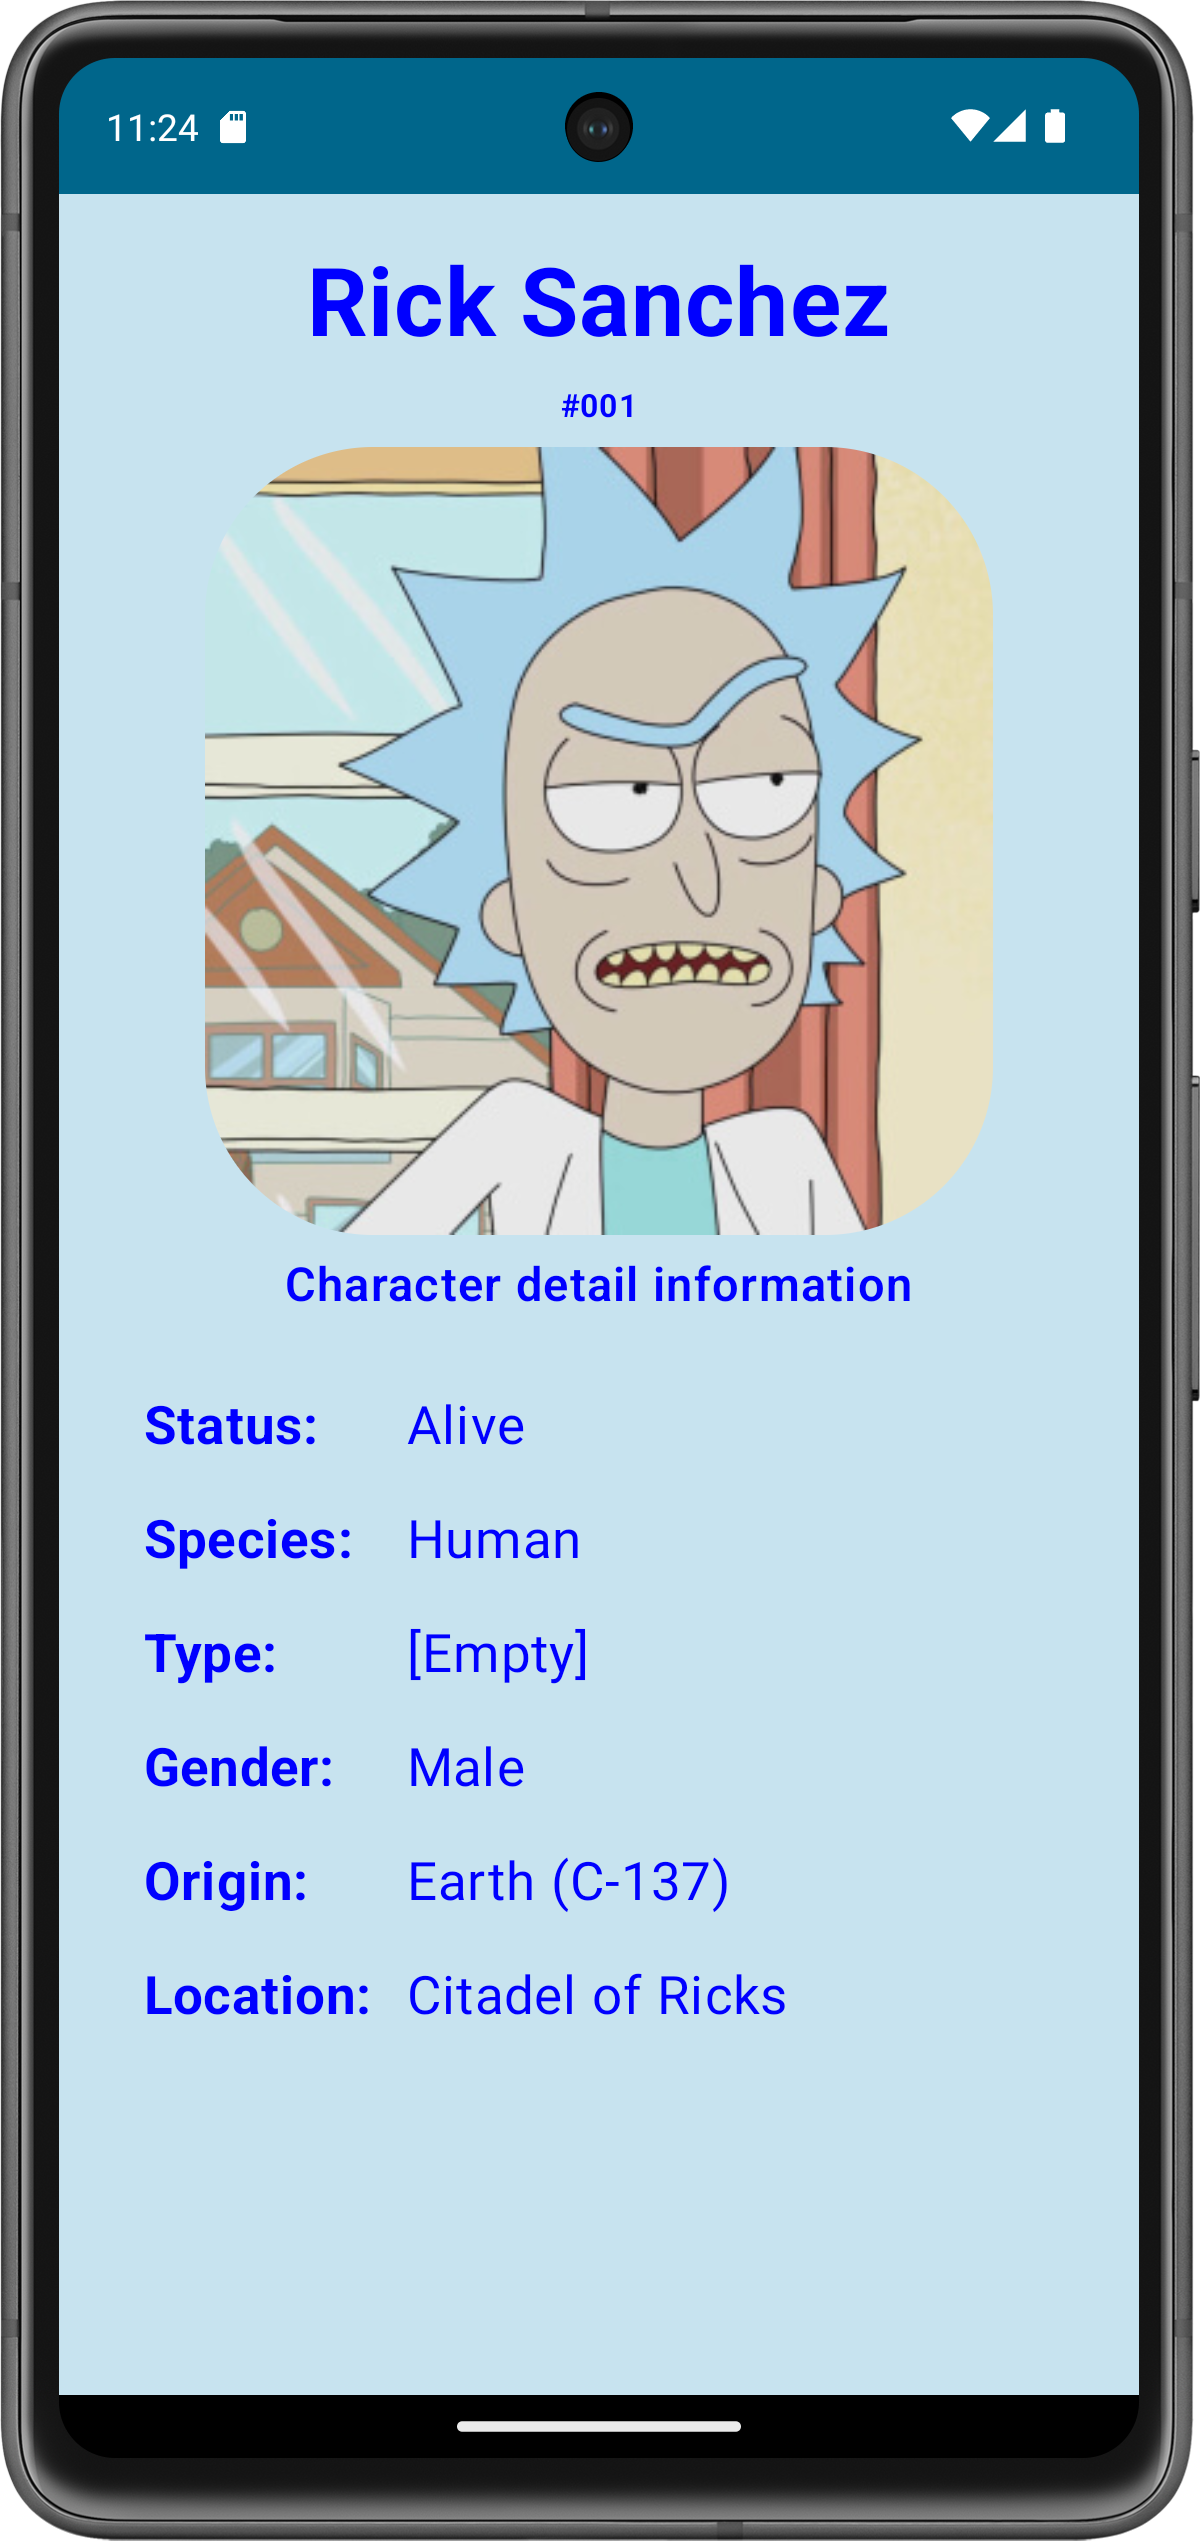 11:24
Rick Sanchez
#001
Character detail information
Status: Alive
Species: Human
Type: [Empty]
Gender: Male
Origin: Earth (C-137)
Location: Citadel of Ricks